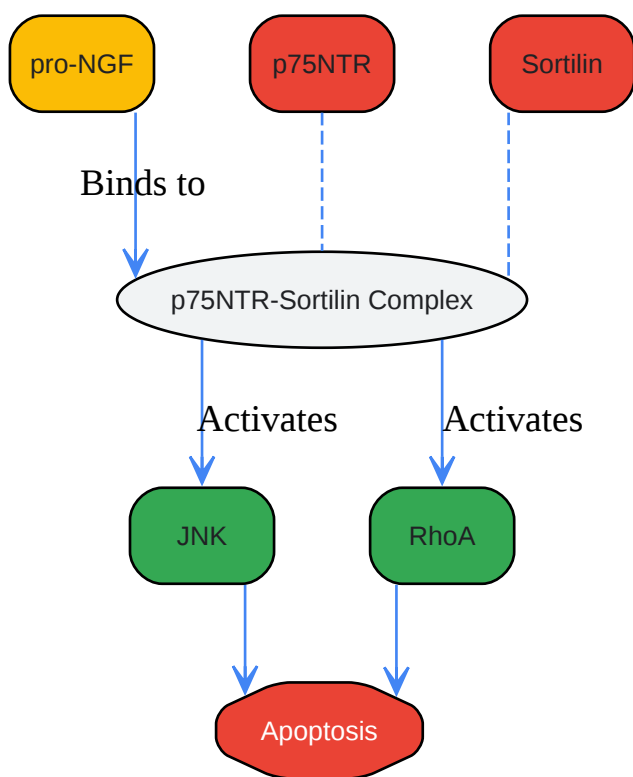 pro-NGF
p75NTR
Sortilin
Binds to
p75NTR-Sortilin Complex
Activates
Activates
JNK
RhoA
Apoptosis